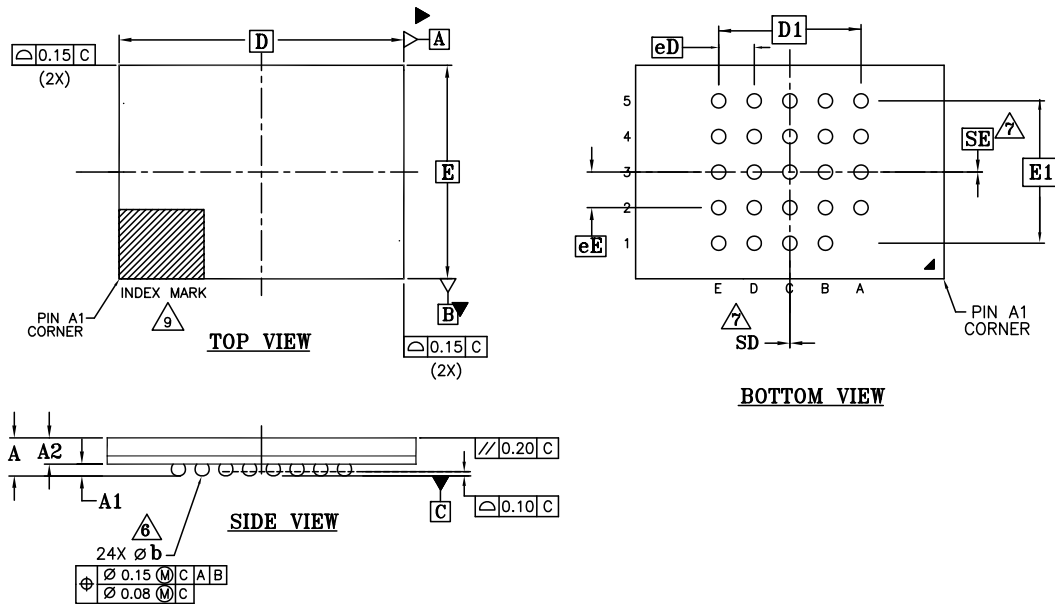 ⌓ 0.15 C
(2X)
D
A
E
INDEX MARK
PIN A1
CORNER
9
B
TOP VIEW
⌓ 0.15 C
(2X)
D1
eD
5
4
3
2
1
SE
7
E1
eE
E D C B A
7
SD
PIN A1
CORNER
BOTTOM VIEW
A
A2
A1
// 0.20 C
⌓ 0.10 C
C
SIDE VIEW
6
24X Ø b
⌖ Ø 0.15 Ⓜ C A B
Ø 0.08 Ⓜ C